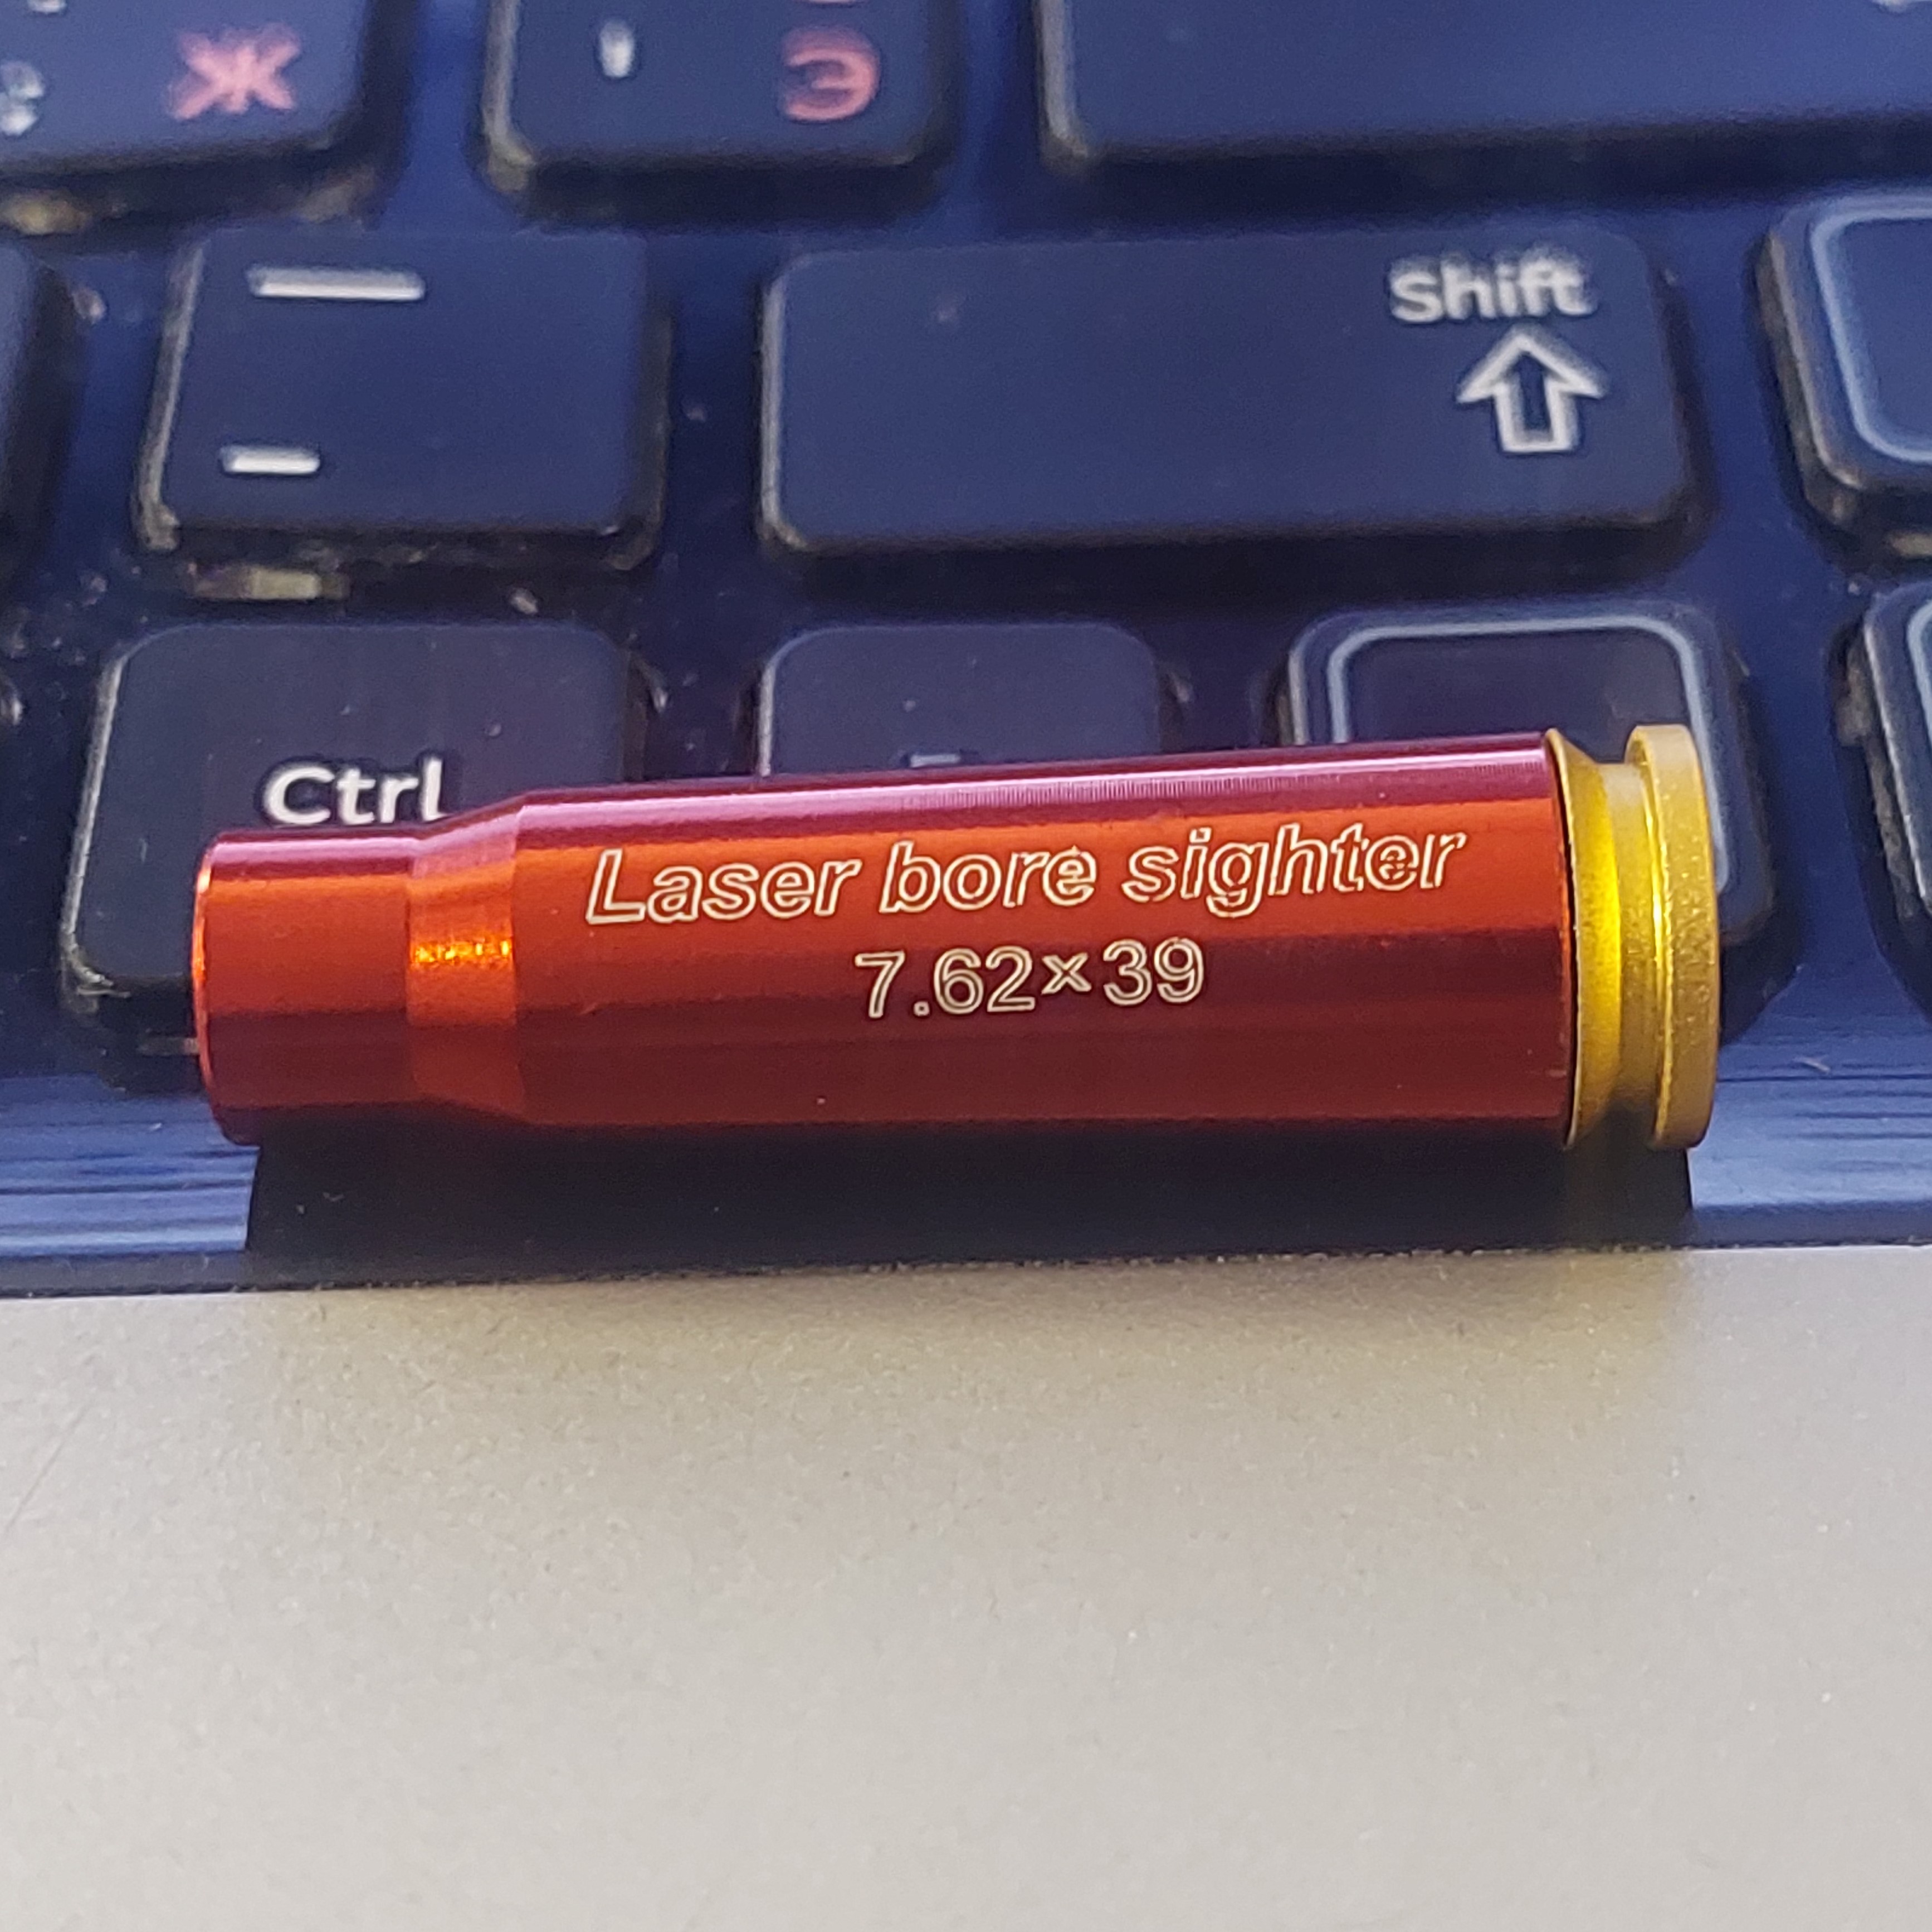 Ж
Э
Shift
Ctrl
Laser bore sighter
7.62×39